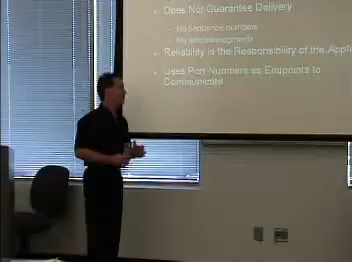 Does Not Guarantee Delivery
No sequence numbers
No acknowledgments
Reliability is the Responsibility of the Appli
Uses Port Numbers as Endpoints to
Communicate